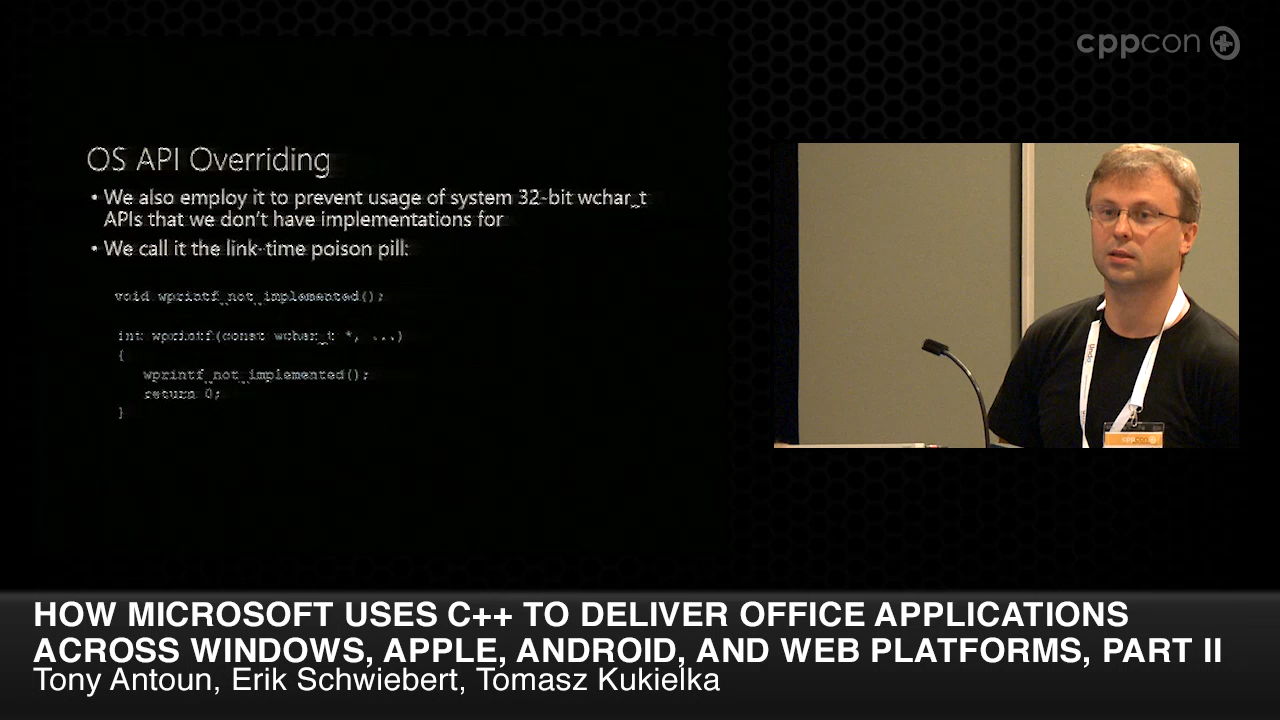 cppcon
OS API Overriding
• We also employ it to prevent usage of system 32-bit wchar_t
APIs that we don't have implementations for
• We call it the link-time poison pill:
void wprintf_not_implemented();
int wprintf(const wchar_t *, ...)
{
wprintf_not_implemented();
return 0;
}
Undo
HOW MICROSOFT USES C++ TO DELIVER OFFICE APPLICATIONS
ACROSS WINDOWS, APPLE, ANDROID, AND WEB PLATFORMS, PART II
Tony Antoun, Erik Schwiebert, Tomasz Kukielka